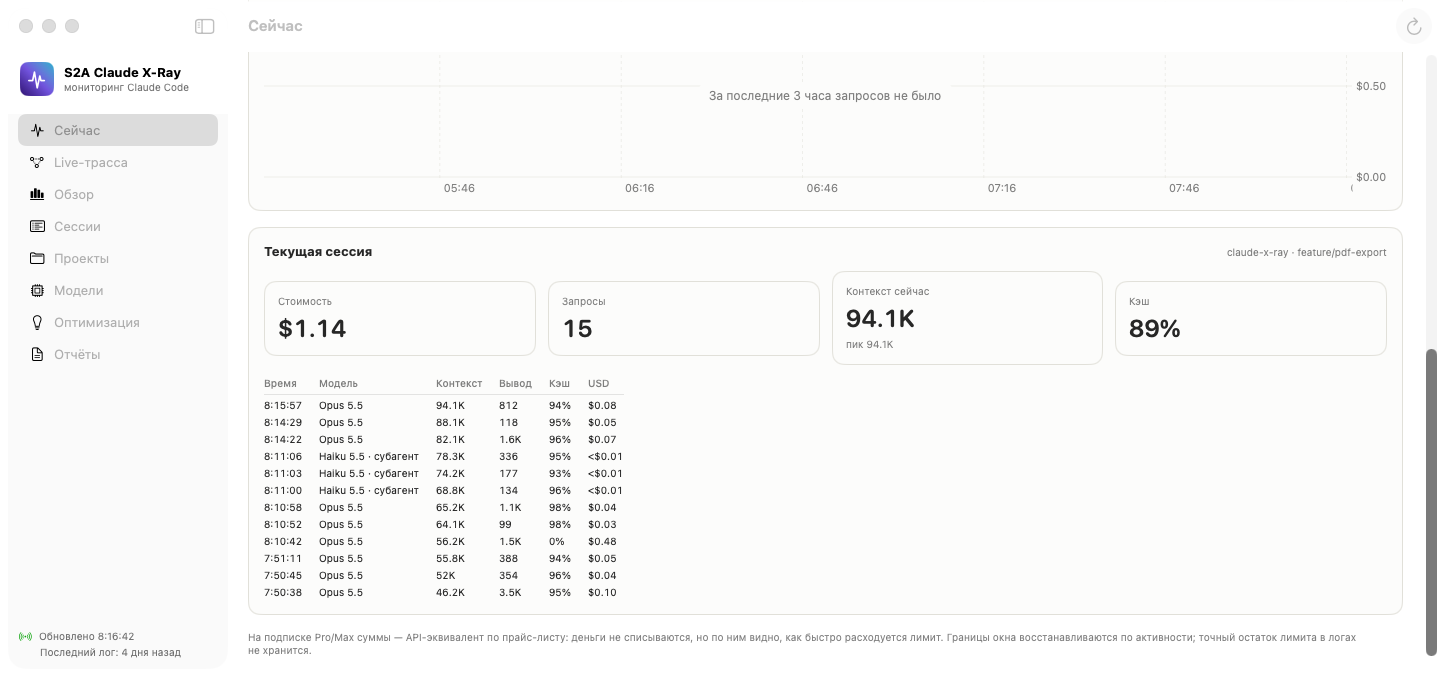 Сейчас
S2A Claude X-Ray
мониторинг Claude Code
Сейчас
Live-трасса
Обзор
Сессии
Проекты
Модели
Оптимизация
Отчёты
Обновлено 8:16:42
Последний лог: 4 дня назад
$0.50
За последние 3 часа запросов не было
$0.00
05:46 06:16 06:46 07:16 07:46
Текущая сессия claude-x-ray · feature/pdf-export
Стоимость
$1.14
Запросы
15
Контекст сейчас
94.1K
пик 94.1K
Кэш
89%
Время Модель Контекст Вывод Кэш USD
8:15:57 Opus 5.5 94.1K 812 94% $0.08
8:14:29 Opus 5.5 88.1K 118 95% $0.05
8:14:22 Opus 5.5 82.1K 1.6K 96% $0.07
8:11:06 Haiku 5.5 · субагент 78.3K 336 95% <$0.01
8:11:03 Haiku 5.5 · субагент 74.2K 177 93% <$0.01
8:11:00 Haiku 5.5 · субагент 68.8K 134 96% <$0.01
8:10:58 Opus 5.5 65.2K 1.1K 98% $0.04
8:10:52 Opus 5.5 64.1K 99 98% $0.03
8:10:42 Opus 5.5 56.2K 1.5K 0% $0.48
7:51:11 Opus 5.5 55.8K 388 94% $0.05
7:50:45 Opus 5.5 52K 354 96% $0.04
7:50:38 Opus 5.5 46.2K 3.5K 95% $0.10
На подписке Pro/Max суммы — API-эквивалент по прайс-листу: деньги не списываются, но по ним видно, как быстро расходуется лимит. Границы окна восстанавливаются по активности; точный остаток лимита в логах
не хранится.